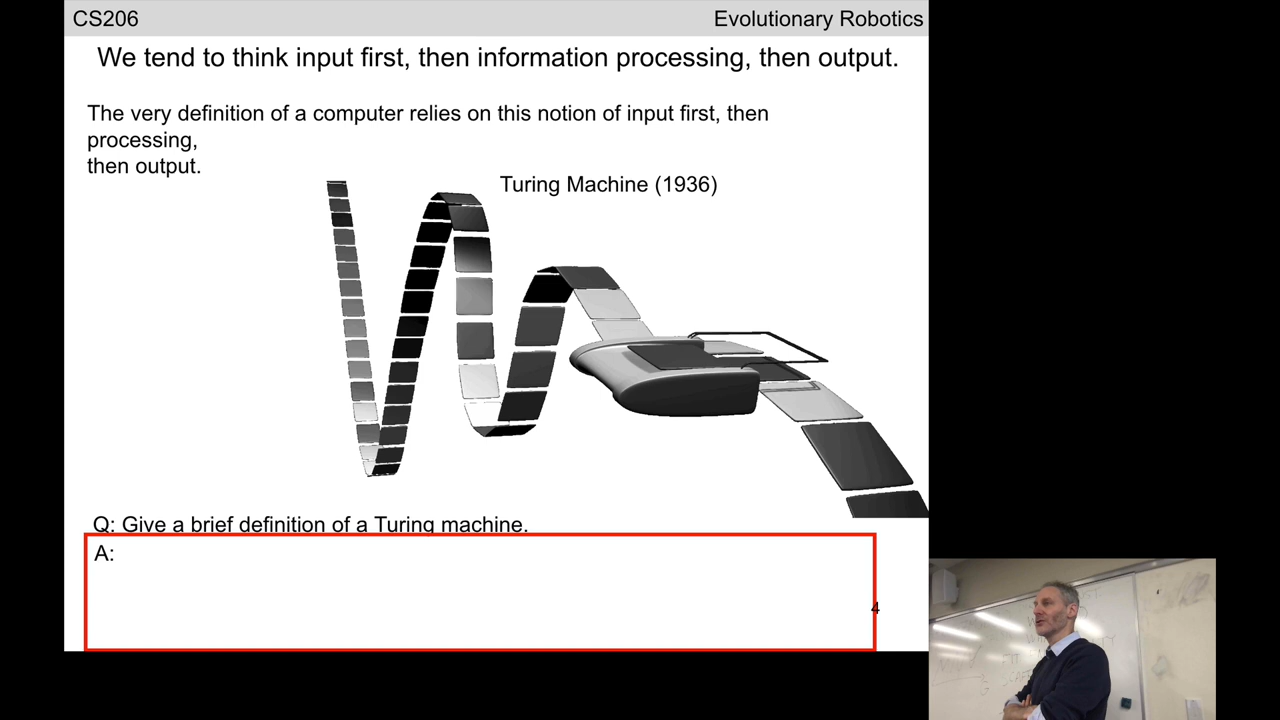 CS206
Evolutionary Robotics
We tend to think input first, then information processing, then output.
The very definition of a computer relies on this notion of input first, then
processing,
then output.
Turing Machine (1936)
Q: Give a brief definition of a Turing machine.
A:
4